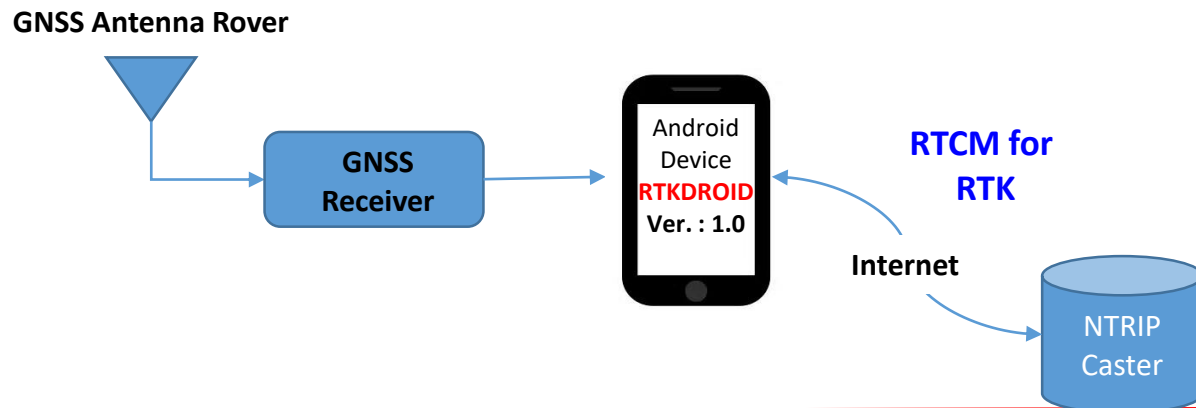 GNSS Antenna Rover
GNSS
Receiver
Android
Device
RTKDROID
Ver. : 1.0
RTCM for
RTK
Internet
NTRIP
Caster